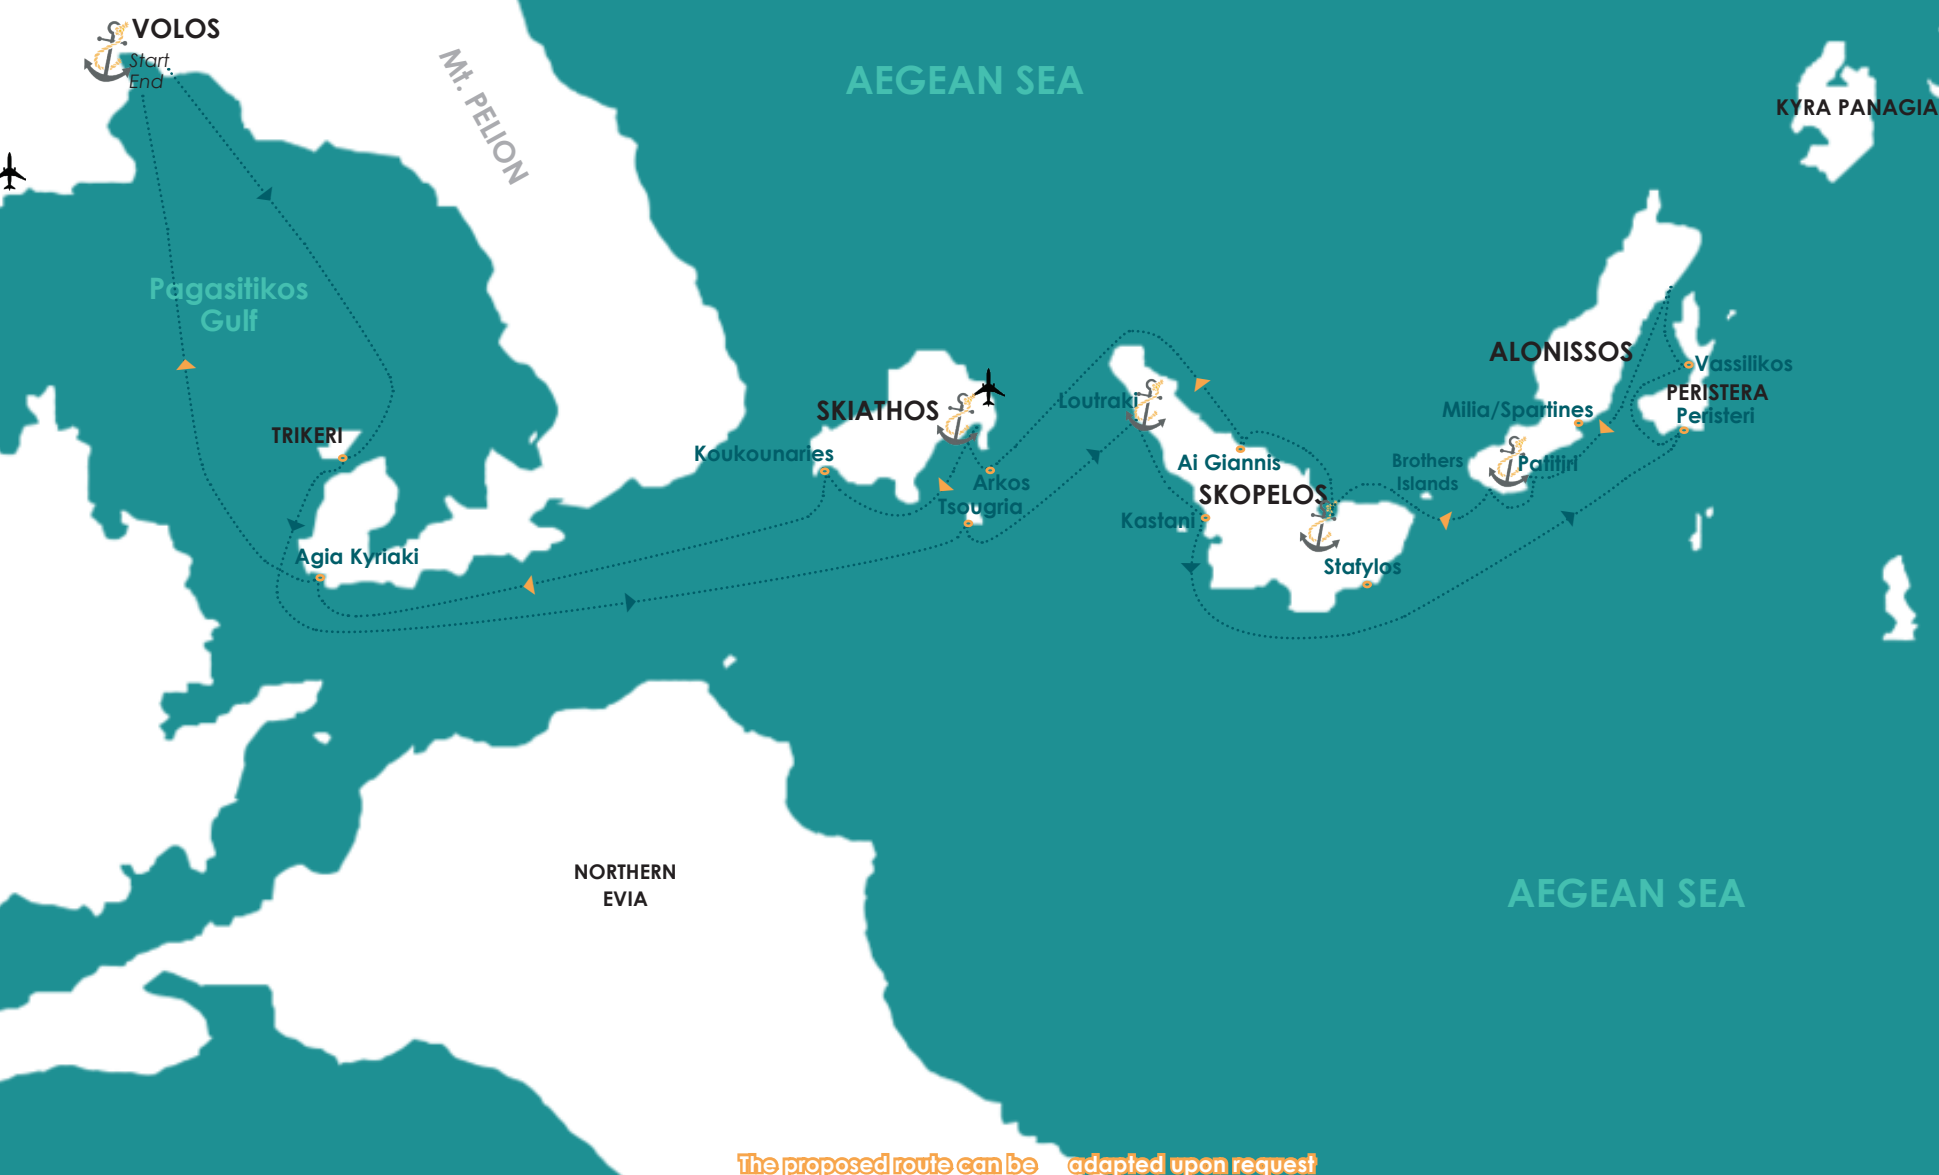 VOLOS
Start
End
Mt. PELION
AEGEAN SEA
KYRA PANAGIA
Pagasitikos
Gulf
ALONISSOS
Vassilikos
PERISTERA
Peristeri
Milia/Spartines
SKIATHOS
Loutraki
TRIKERI
Koukounaries
Ai Giannis
Brothers
Islands
Patitiri
Arkos
SKOPELOS
Tsougria
Kastani
Agia Kyriaki
Stafylos
NORTHERN
EVIA
AEGEAN SEA
The proposed route can be adapted upon request